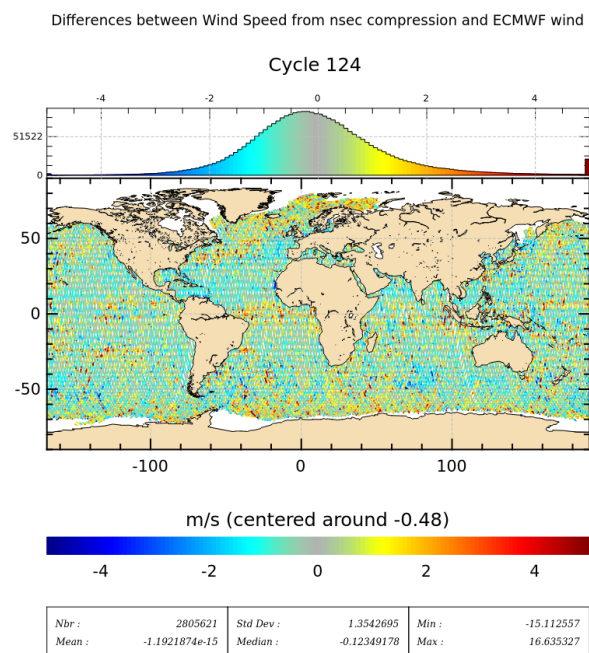 Differences between Wind Speed from nsec compression and ECMWF wind
Cycle 124
-4 -2 0 2 4
51522
0
50
0
-50
-100 0 100
m/s (centered around -0.48)
-4 -2 0 2 4
Nbr : 2805621 Std Dev : 1.3542695 Min : -15.112557
Mean : -1.1921874e-15 Median : -0.12349178 Max : 16.635327